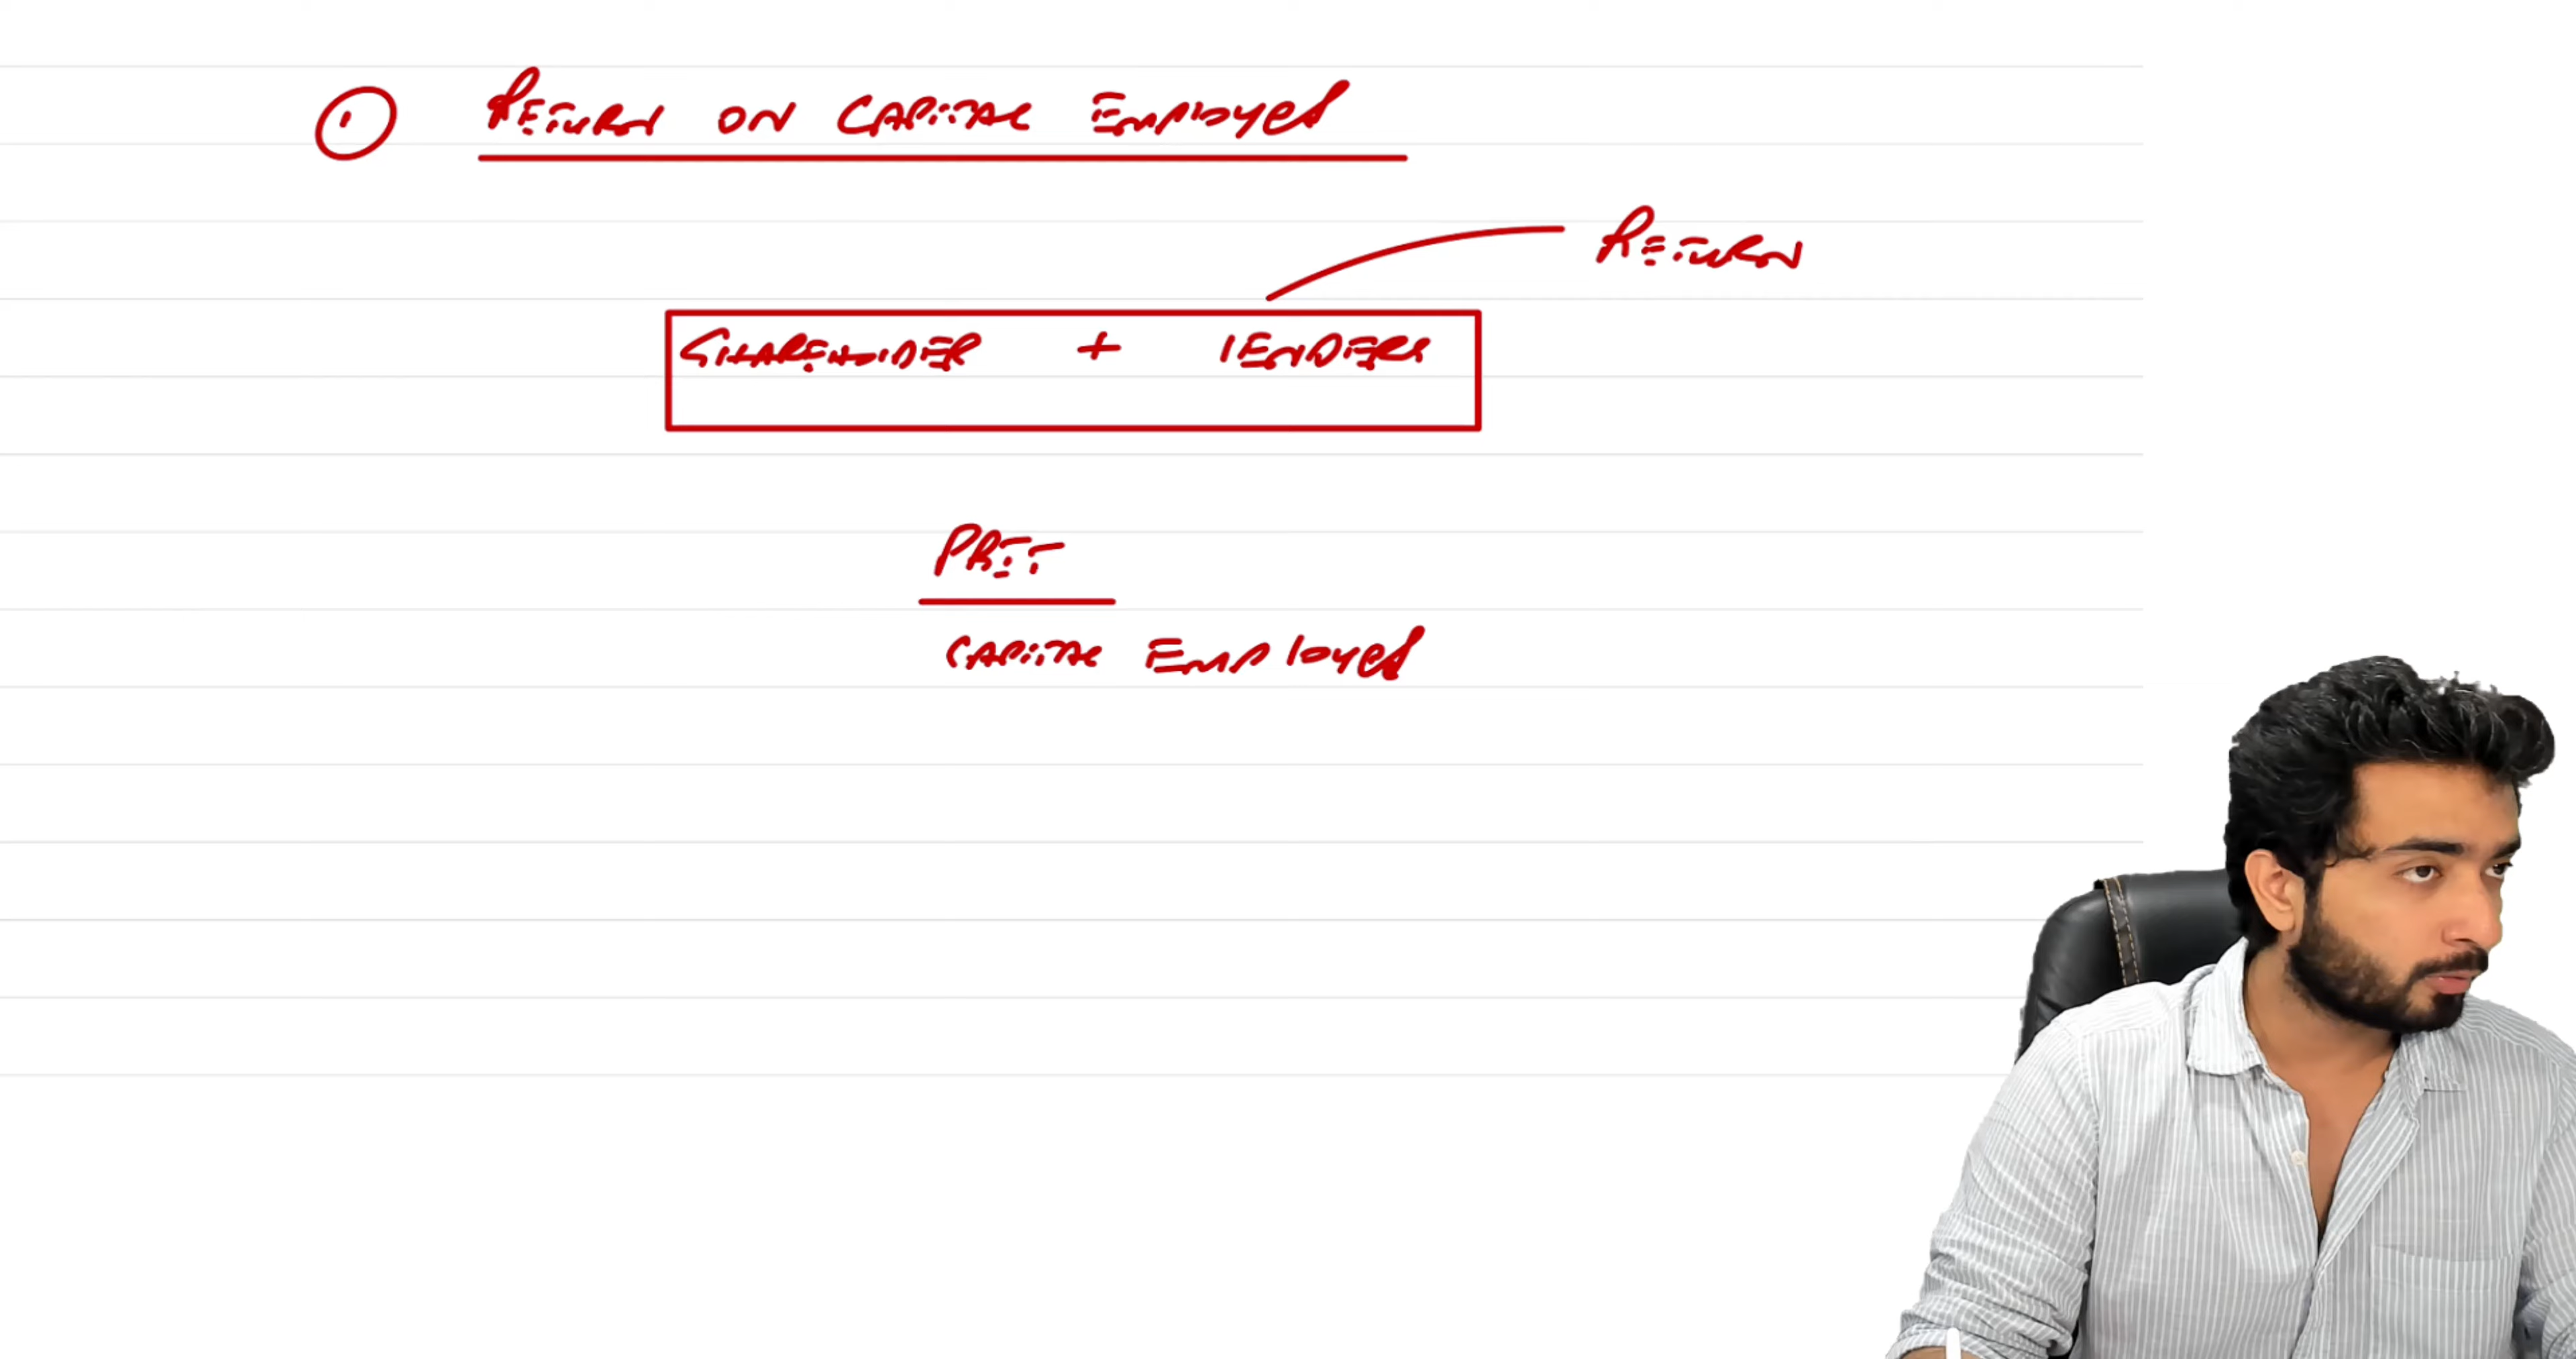 1 RETURN ON CAPITAL EMPLOYED
RETURN
SHAREHOLDER + LENDERS
PBIT
CAPITAL EMPLOYED